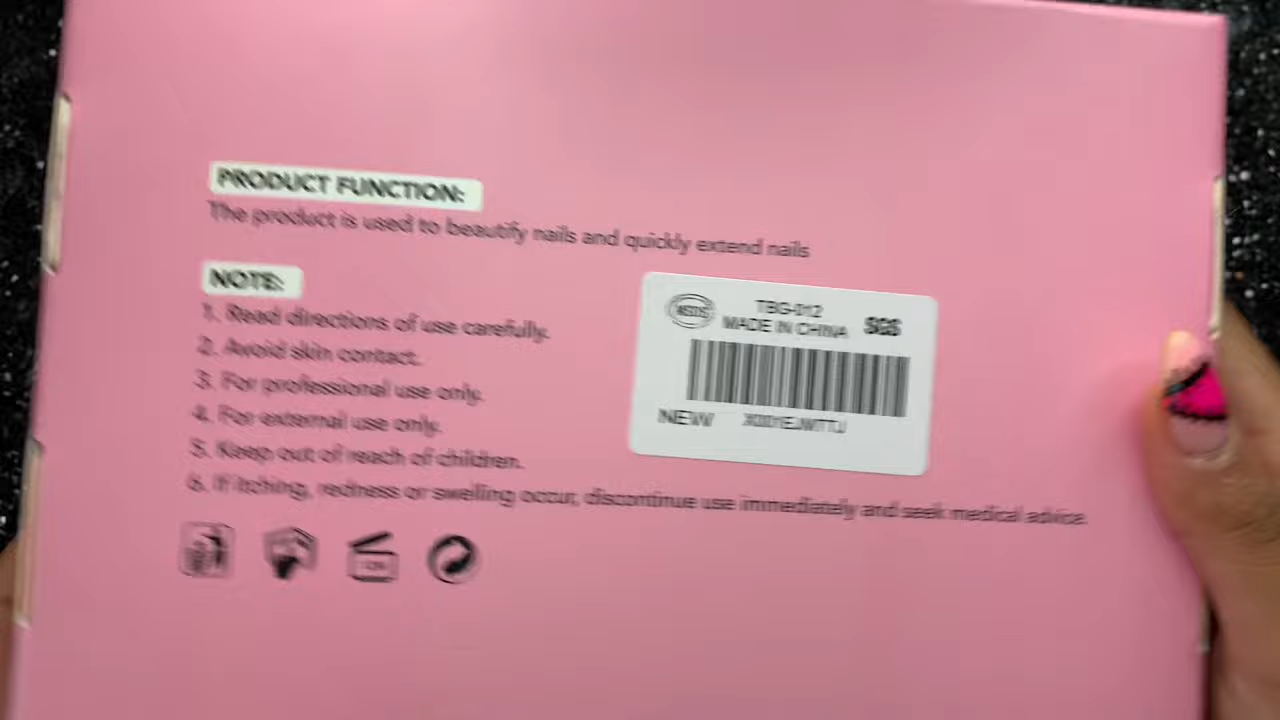 PRODUCT FUNCTION:
The product is used to beautify nails and quickly extend nails
NOTE:
1. Read directions of use carefully.
2. Avoid skin contact.
3. For professional use only.
4. For external use only.
5. Keep out of reach of children.
6. If itching, redness or swelling occur, discontinue use immediately and seek medical advice.
MSDS
TBG-012
MADE IN CHINA
SGS
NEW